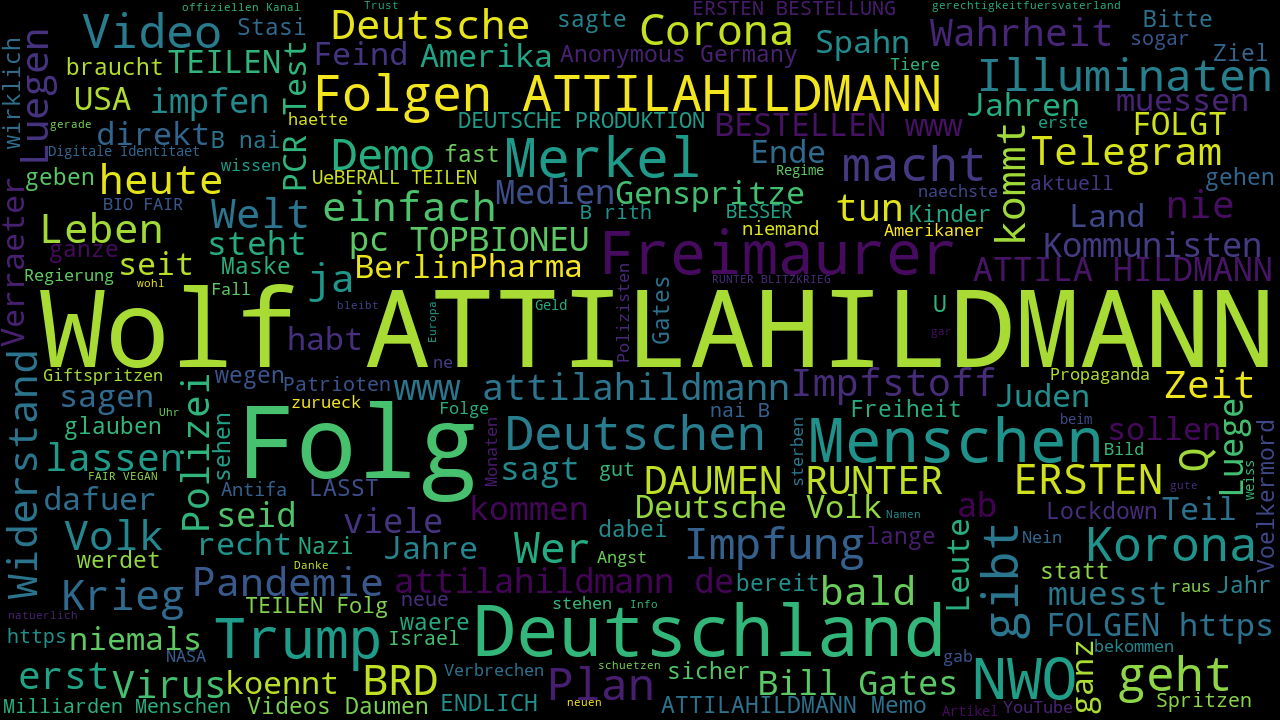 offiziellen Kanal
Trust
ERSTEN BESTELLUNG
gerechtigkeitfuersvaterland
Video
Stasi
Deutsche
sagte
Corona
Spahn
Wahrheit
Bitte
sogar
Ziel
wirklich
Luegen
braucht
TEILEN
PCR Test
Feind
Amerika
Anonymous Germany
Tiere
Illuminaten
USA
impfen
Folgen ATTILAHILDMANN
Jahren
muessen
haette
DEUTSCHE PRODUKTION
BESTELLEN www
erste
FOLGT
gerade
direkt
B nai
Digitale Identitaet
wissen
Demo
fast
Merkel
Ende
Regime
macht
kommt
Telegram
geben
heute
UeBERALL TEILEN
Medien
Genspritze
naechste
aktuell
gehen
BIO FAIR
Welt
einfach
B rith
BESSER
tun
Kinder
Land
nie
Verraeter
Leben
ganze
steht
pc TOPBIONEU
niemand
Amerikaner
Kommunisten
seit
Maske
ja
BerlinPharma
Freimaurer
ATTILA HILDMANN
Regierung
wohl
Fall
RUNTER BLITZKRIEG
Polizisten
Gates
Wolf ATTILAHILDMANN
bleibt
Europa
Geld
U
gar
habt
ne
Widerstand
Giftspritzen
wegen
Patrioten
www attilahildmann
Impfstoff
Propaganda
Zeit
sagen
Uhr
zurueck
Folge
nai B
Freiheit
Juden
beim
Polizei
sehen
glauben
Folg
Monaten
Deutschen
sterben
Menschen
sollen
Bild
Luege
Q
weiss
Voelkermord
lassen
FAIR VEGAN
sagt
gut
DAUMEN RUNTER
ERSTEN
gute
dafuer
Antifa
LASST
seid
viele
kommen
Deutsche Volk
Namen
ab
Lockdown
Teil
Volk
recht
Nazi
Jahre
Wer
dabei
Angst
Impfung
lange
Leute
gibt
Nein
Korona
werdet
Danke
Krieg
Pandemie
attilahildmann de
bereit
bald
statt
muesst
raus
Jahr
TEILEN Folg
neue
stehen
Info
natuerlich
https
niemals
NASA
Trump
waere
Israel
Deutschland
FOLGEN https
bekommen
erst
Virus
koennt
BRD
Verbrechen
Plan
schuetzen
sicher
Bill Gates
gab
NWO
ganz
geht
Spritzen
Milliarden Menschen
Videos Daumen
ENDLICH
neuen
ATTILAHILDMANN Memo
Artikel
YouTube